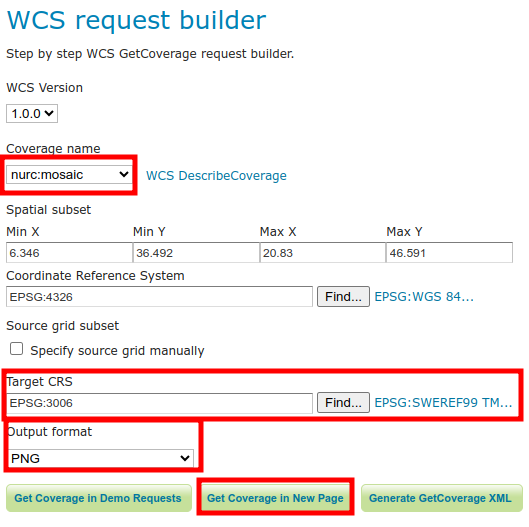 WCS request builder
Step by step WCS GetCoverage request builder.
WCS Version
1.0.0
Coverage name
nurc:mosaic WCS DescribeCoverage
Spatial subset
Min X Min Y Max X Max Y
6.346 36.492 20.83 46.591
Coordinate Reference System
EPSG:4326 Find... EPSG:WGS 84...
Source grid subset
Specify source grid manually
Target CRS
EPSG:3006 Find... EPSG:SWEREF99 TM...
Output format
PNG
Get Coverage in Demo Requests Get Coverage in New Page Generate GetCoverage XML